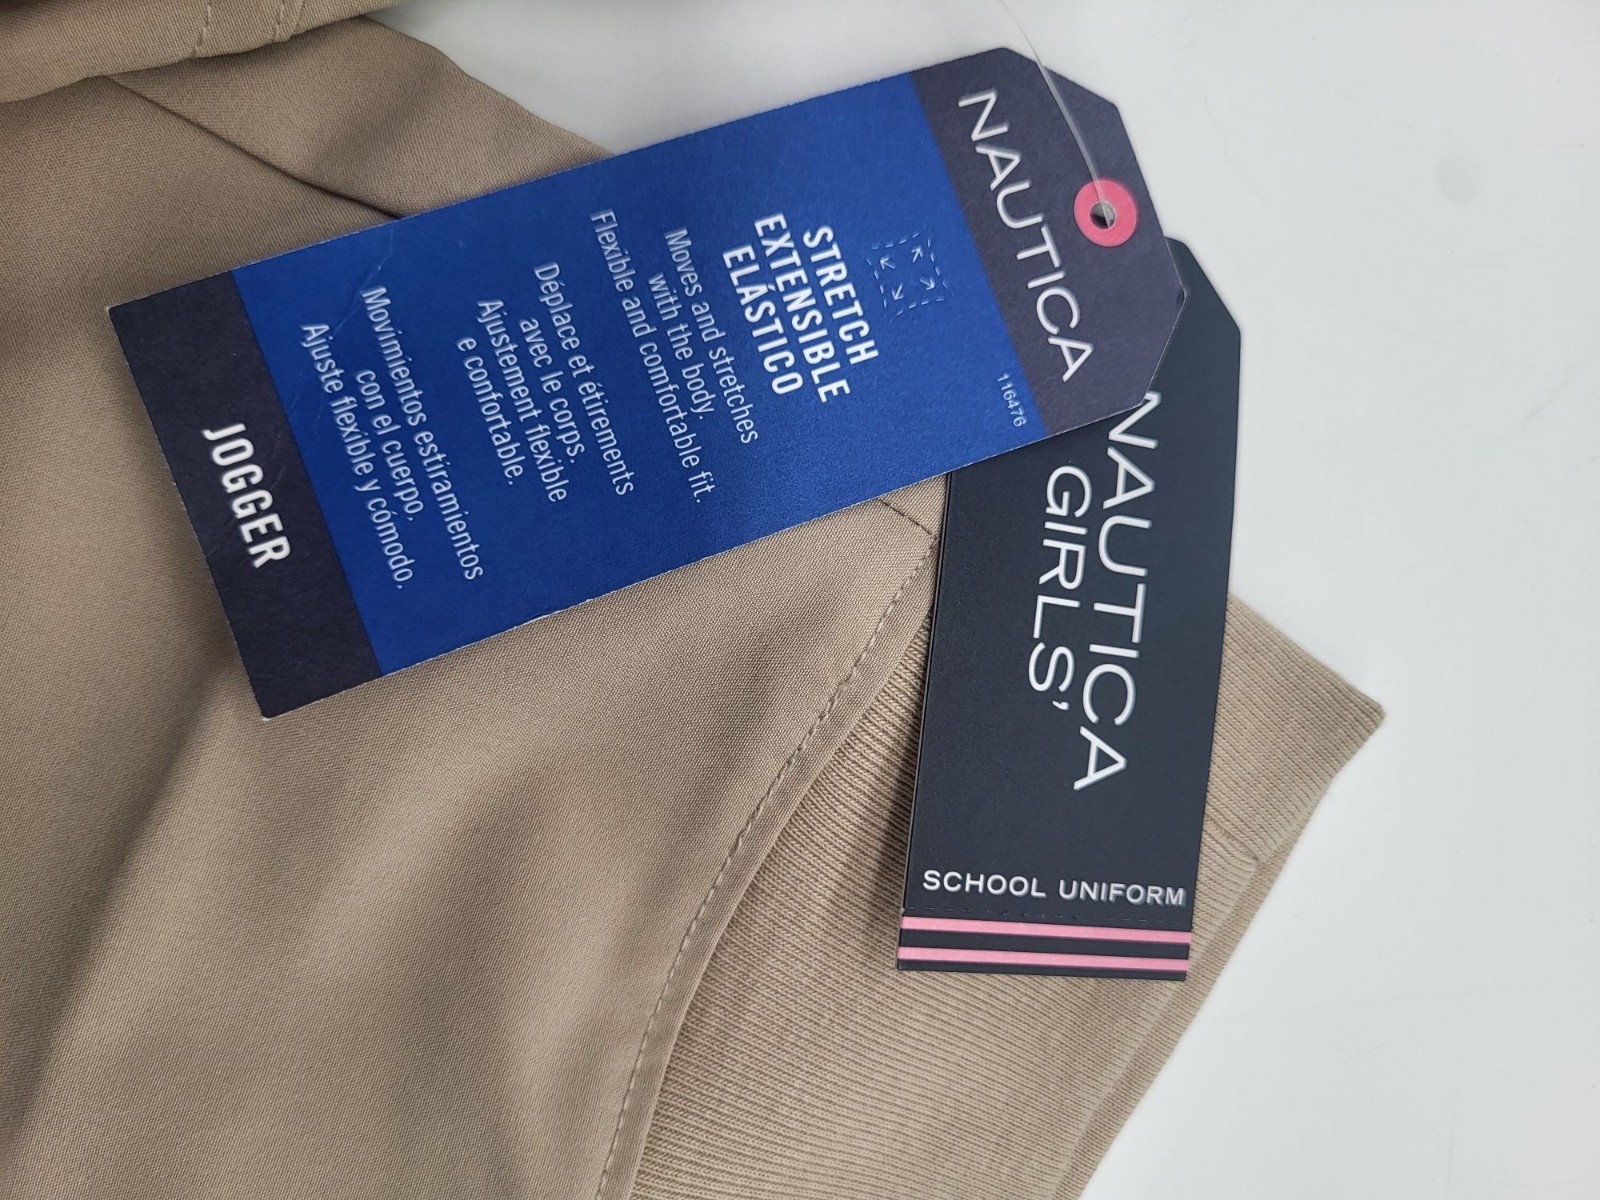 NAUTICA
116476
STRETCH
EXTENSIBLE
ELÁSTICO
Moves and stretches
with the body.
Flexible and comfortable fit.
Déplace et étirements
avec le corps.
Ajustement flexible
e confortable.
Movimientos estiramientos
con el cuerpo.
Ajuste flexible y cómodo.
JOGGER
NAUTICA
GIRLS'
SCHOOL UNIFORM